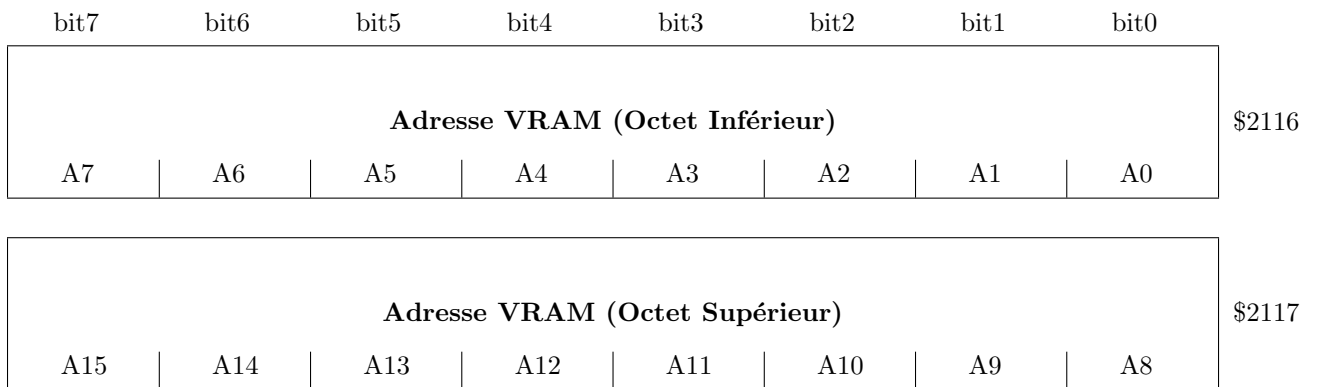 bit7 bit6 bit5 bit4 bit3 bit2 bit1 bit0
Adresse VRAM (Octet Inférieur) $2116
A7 A6 A5 A4 A3 A2 A1 A0
Adresse VRAM (Octet Supérieur) $2117
A15 A14 A13 A12 A11 A10 A9 A8